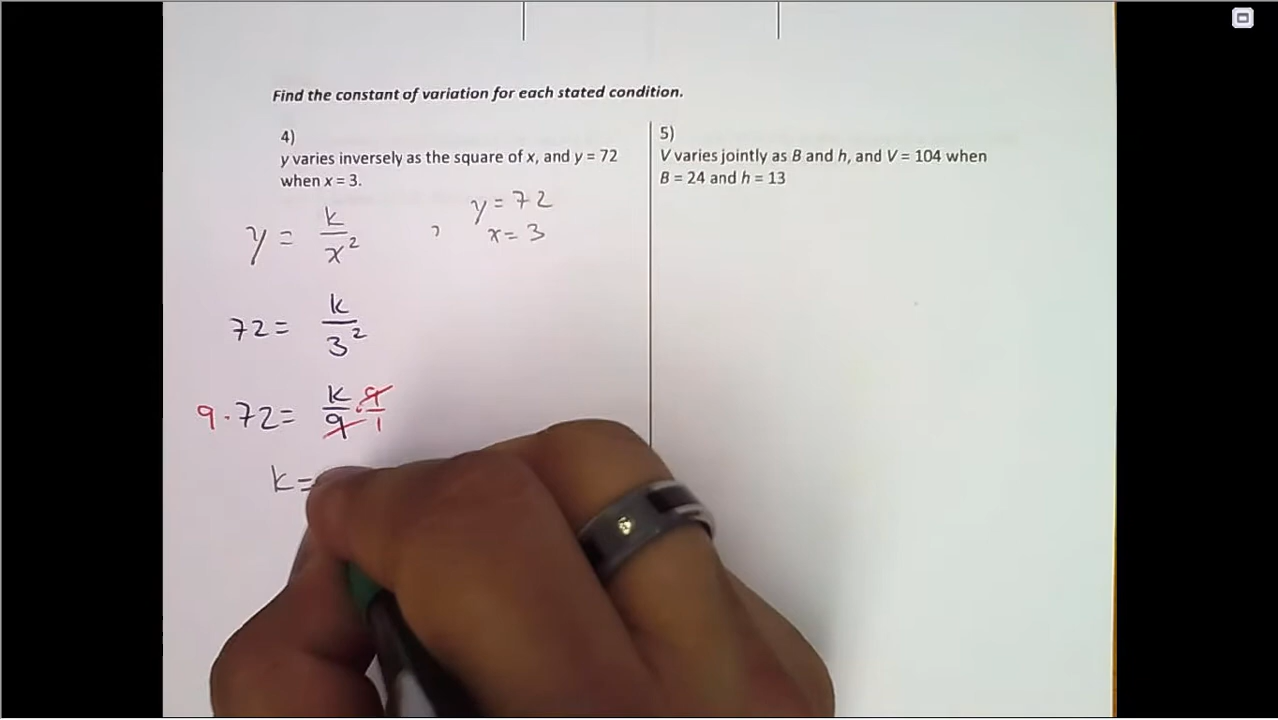 Find the constant of variation for each stated condition.
4)
y varies inversely as the square of x, and y = 72
when x = 3.
y = k/x² , y = 72
x = 3
72 = k/3²
9 · 72 = k/9 · 9/1
k =
5)
V varies jointly as B and h, and V = 104 when
B = 24 and h = 13